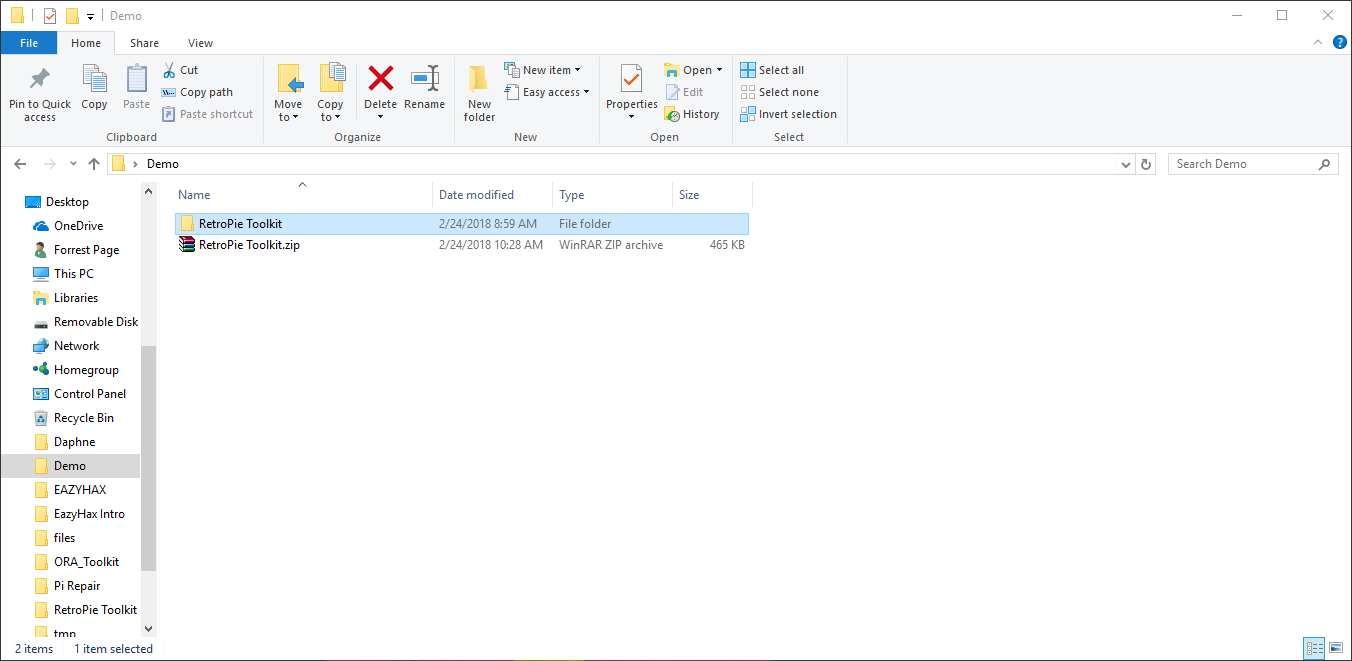 Demo
File Home Share View
Pin to Quick access
Copy
Paste
Cut
Copy path
Paste shortcut
Clipboard
Move to
Copy to
Delete
Rename
Organize
New folder
New item
Easy access
New
Properties
Open
Edit
History
Open
Select all
Select none
Invert selection
Select
Demo
Search Demo
Name Date modified Type Size
RetroPie Toolkit 2/24/2018 8:59 AM File folder
RetroPie Toolkit.zip 2/24/2018 10:28 AM WinRAR ZIP archive 465 KB
Desktop
OneDrive
Forrest Page
This PC
Libraries
Removable Disk
Network
Homegroup
Control Panel
Recycle Bin
Daphne
Demo
EAZYHAX
EazyHax Intro
files
ORA_Toolkit
Pi Repair
RetroPie Toolkit
tmp
2 items 1 item selected